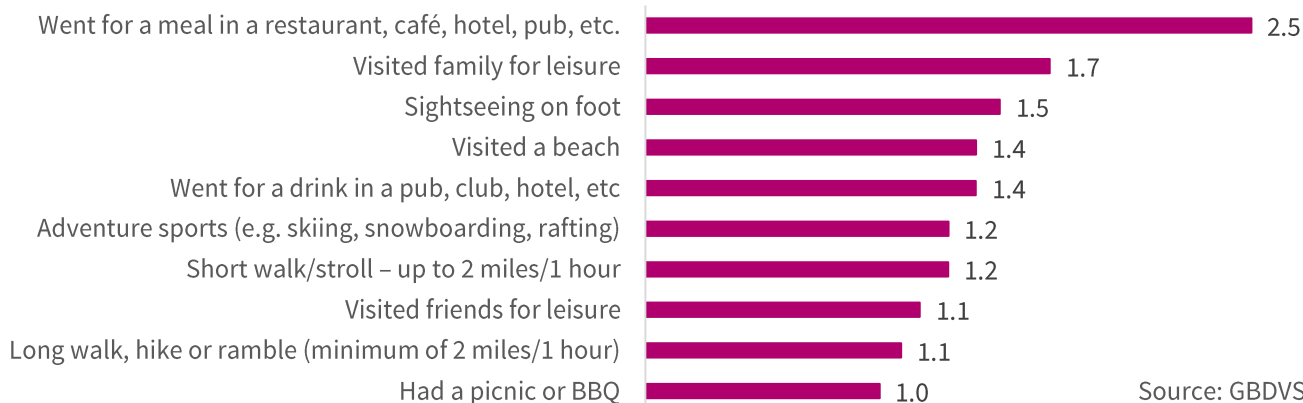 Went for a meal in a restaurant, café, hotel, pub, etc. 2.5
Visited family for leisure 1.7
Sightseeing on foot 1.5
Visited a beach 1.4
Went for a drink in a pub, club, hotel, etc 1.4
Adventure sports (e.g. skiing, snowboarding, rafting) 1.2
Short walk/stroll – up to 2 miles/1 hour 1.2
Visited friends for leisure 1.1
Long walk, hike or ramble (minimum of 2 miles/1 hour) 1.1
Had a picnic or BBQ 1.0
Source: GBDVS